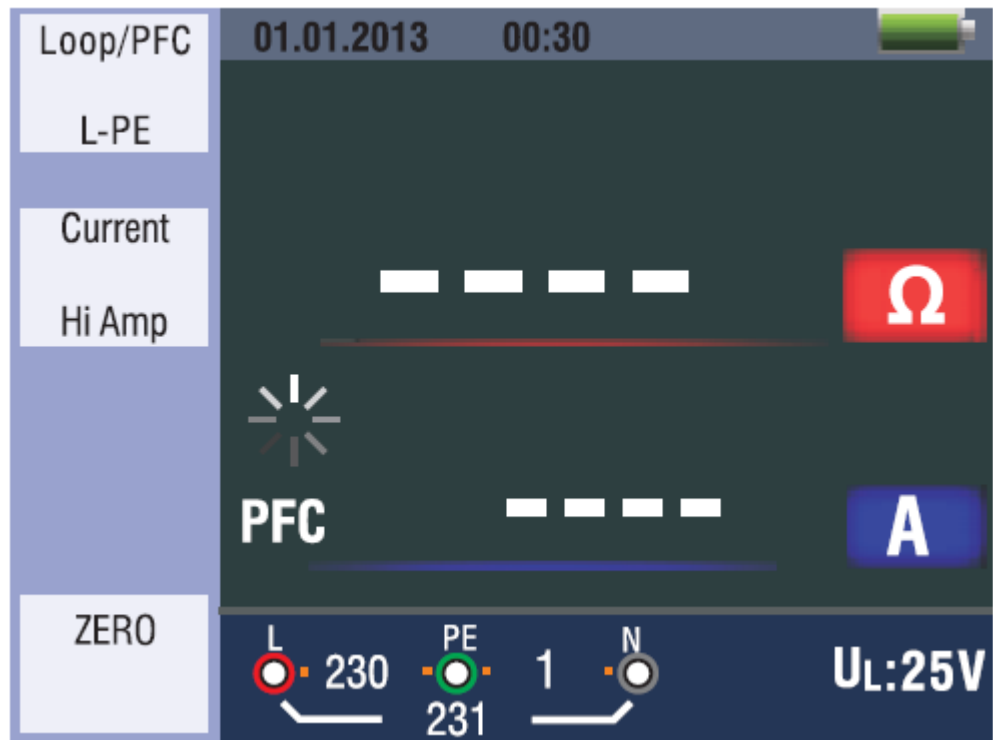 Loop/PFC
L-PE
Current
Hi Amp
ZERO
01.01.2013 00:30
- - - - Ω
PFC - - - - A
L PE N
230 1
231
UL:25V